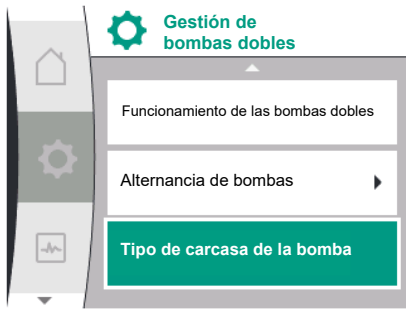 Gestión de
bombas dobles
Funcionamiento de las bombas dobles
Alternancia de bombas
Tipo de carcasa de la bomba